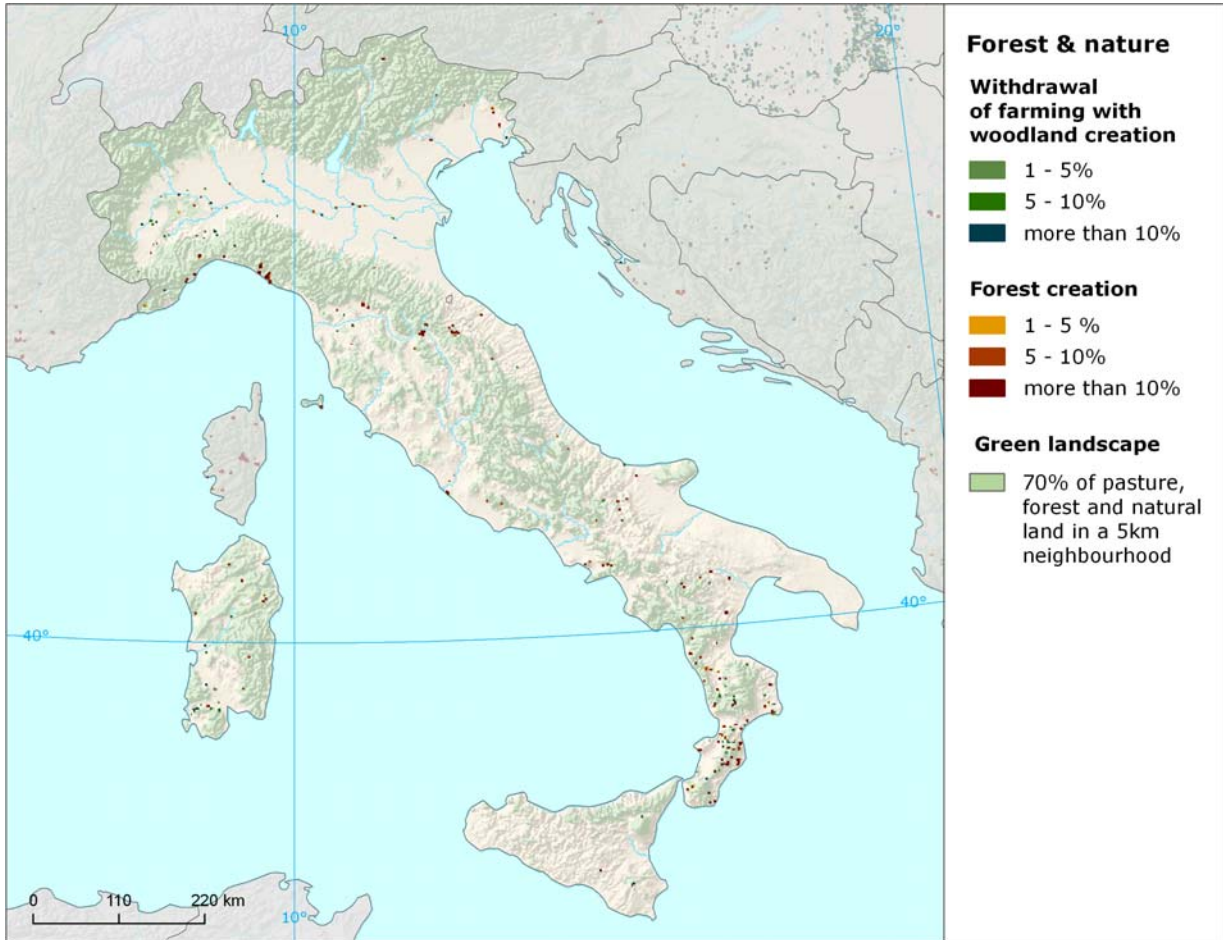 10°
20°
40°
40°
10°
0 110 220 km
Forest & nature
Withdrawal
of farming with
woodland creation
1 - 5%
5 - 10%
more than 10%
Forest creation
1 - 5 %
5 - 10%
more than 10%
Green landscape
70% of pasture,
forest and natural
land in a 5km
neighbourhood